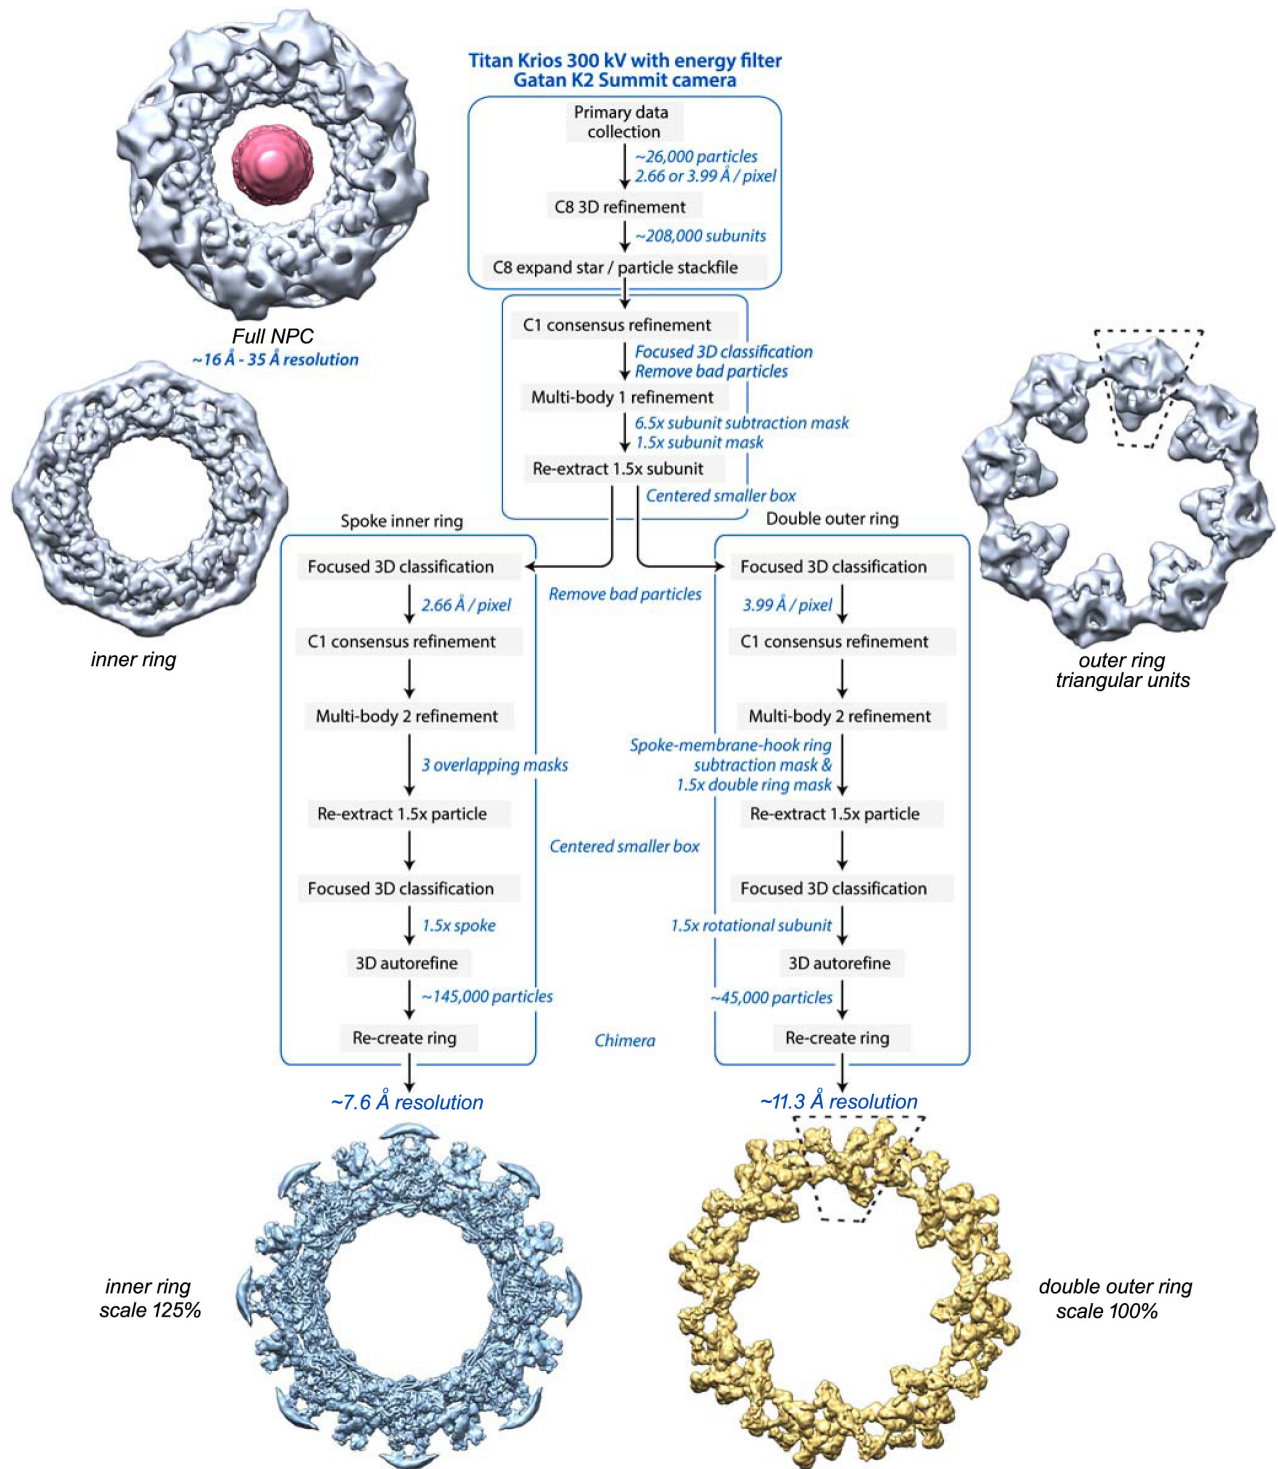 Titan Krios 300 kV with energy filter
Gatan K2 Summit camera
Primary data
collection
~26,000 particles
2.66 or 3.99 Å / pixel
C8 3D refinement
~208,000 subunits
C8 expand star / particle stackfile
Full NPC
~16 Å - 35 Å resolution
C1 consensus refinement
Focused 3D classification
Remove bad particles
Multi-body 1 refinement
6.5x subunit subtraction mask
1.5x subunit mask
Re-extract 1.5x subunit
Centered smaller box
inner ring
outer ring
triangular units
Spoke inner ring
Focused 3D classification
2.66 Å / pixel
C1 consensus refinement
Multi-body 2 refinement
3 overlapping masks
Re-extract 1.5x particle
Focused 3D classification
1.5x spoke
3D autorefine
~145,000 particles
Re-create ring
~7.6 Å resolution
Remove bad particles
Centered smaller box
Chimera
Double outer ring
Focused 3D classification
3.99 Å / pixel
C1 consensus refinement
Multi-body 2 refinement
Spoke-membrane-hook ring
subtraction mask &
1.5x double ring mask
Re-extract 1.5x particle
Focused 3D classification
1.5x rotational subunit
3D autorefine
~45,000 particles
Re-create ring
~11.3 Å resolution
inner ring
scale 125%
double outer ring
scale 100%